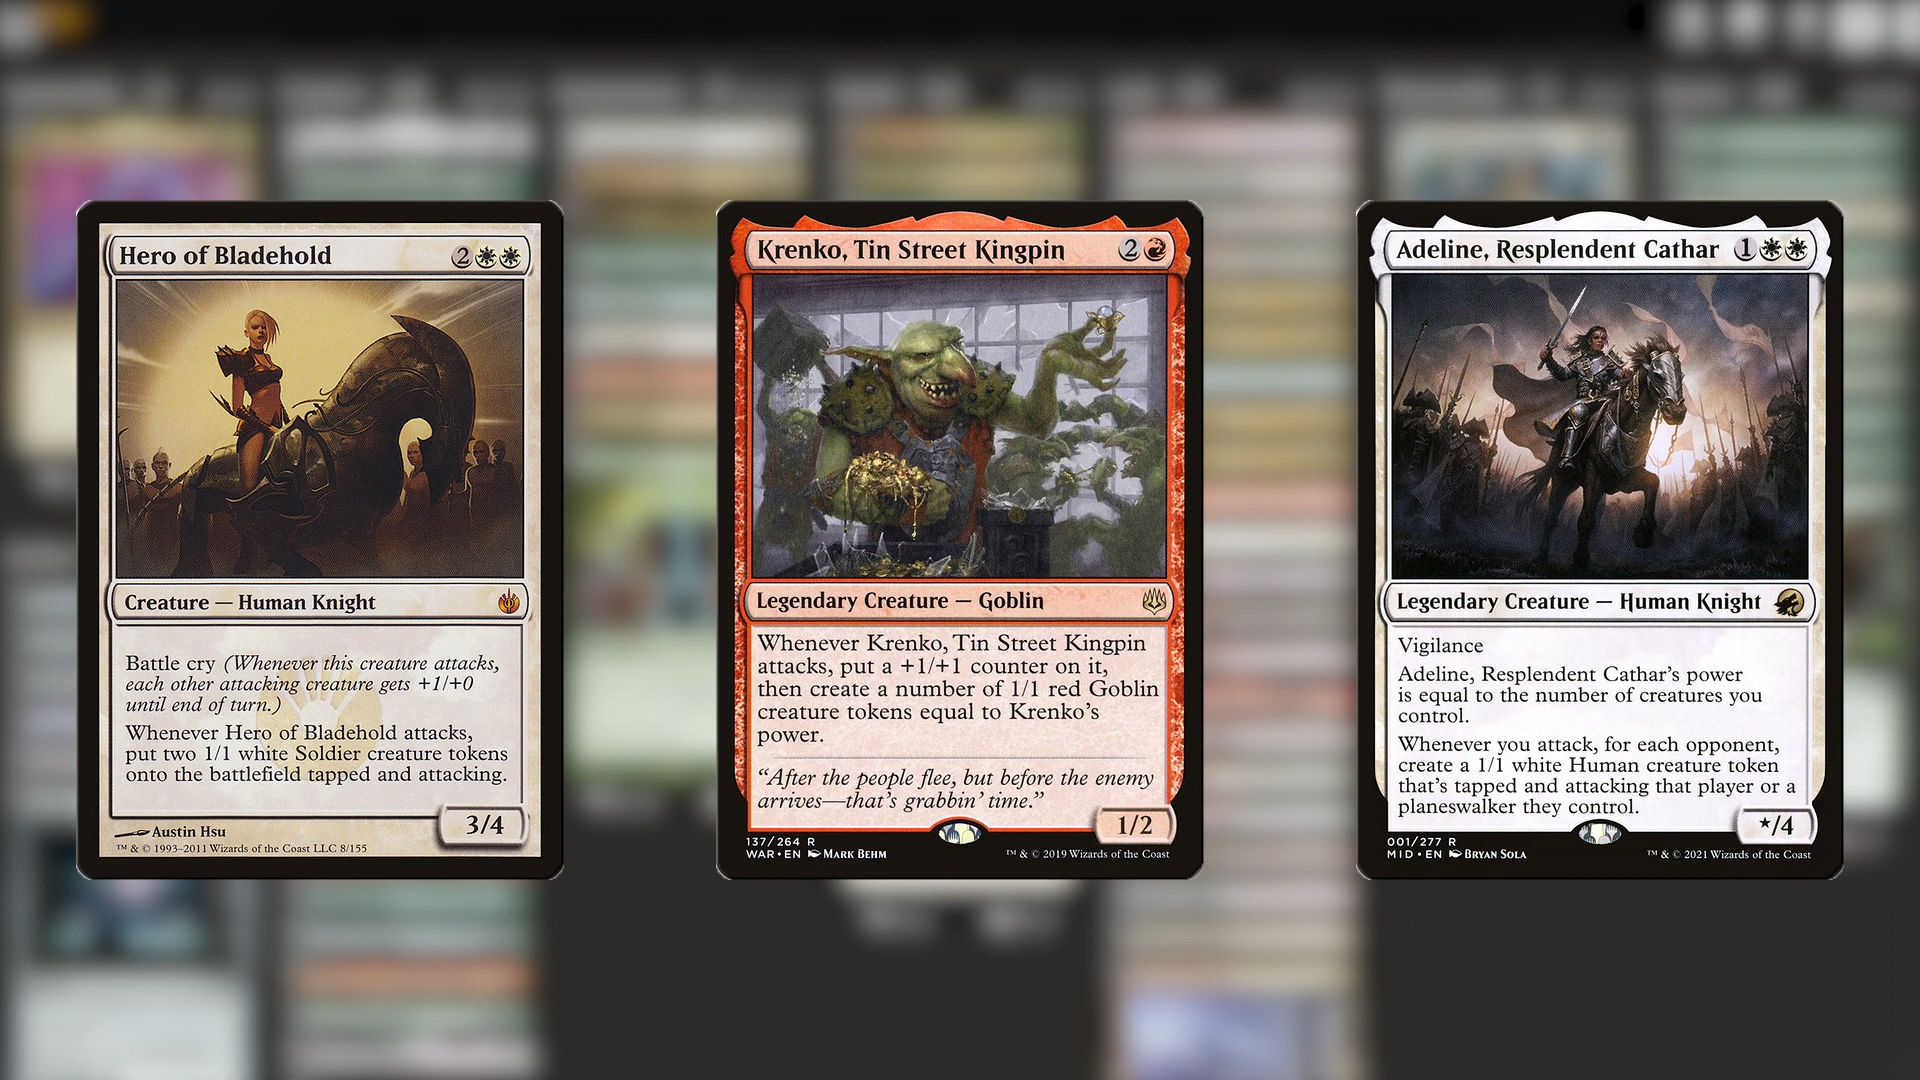 Hero of Bladehold 2
Creature — Human Knight
Battle cry (Whenever this creature attacks,
each other attacking creature gets +1/+0
until end of turn.)
Whenever Hero of Bladehold attacks,
put two 1/1 white Soldier creature tokens
onto the battlefield tapped and attacking.
3/4
Austin Hsu
™ & © 1993–2011 Wizards of the Coast LLC 8/155
Krenko, Tin Street Kingpin 2
Legendary Creature — Goblin
Whenever Krenko, Tin Street Kingpin
attacks, put a +1/+1 counter on it,
then create a number of 1/1 red Goblin
creature tokens equal to Krenko's
power.
“After the people flee, but before the enemy
arrives—that's grabbin' time.”
1/2
137/264 R
WAR • EN Mark Behm ™ & © 2019 Wizards of the Coast
Adeline, Resplendent Cathar 1
Legendary Creature — Human Knight
Vigilance
Adeline, Resplendent Cathar's power
is equal to the number of creatures you
control.
Whenever you attack, for each opponent,
create a 1/1 white Human creature token
that's tapped and attacking that player or a
planeswalker they control.
★/4
001/277 R
MID • EN Bryan Sola ™ & © 2021 Wizards of the Coast